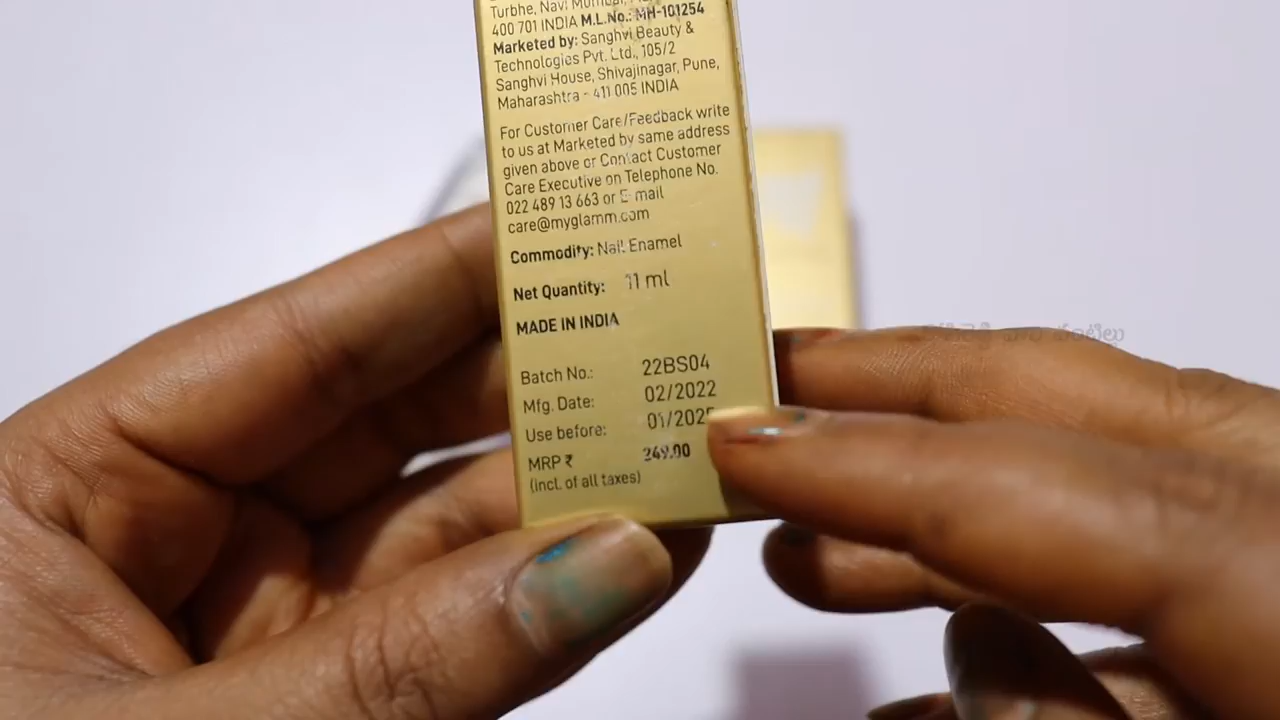 Turbhe, Navi Mumbai,
400 701 INDIA M.L.No.: MH-101254
Marketed by: Sanghvi Beauty &
Technologies Pvt. Ltd., 105/2
Sanghvi House, Shivajinagar, Pune,
Maharashtra - 411 005 INDIA
For Customer Care/Feedback write
to us at Marketed by same address
given above or Contact Customer
Care Executive on Telephone No.
022 489 13 663 or E-mail
care@myglamm.com
Commodity: Nail Enamel
Net Quantity: 11 ml
MADE IN INDIA
Batch No.: 22BS04
Mfg. Date: 02/2022
Use before: 01/2025
MRP ₹ 249.00
(incl. of all taxes)